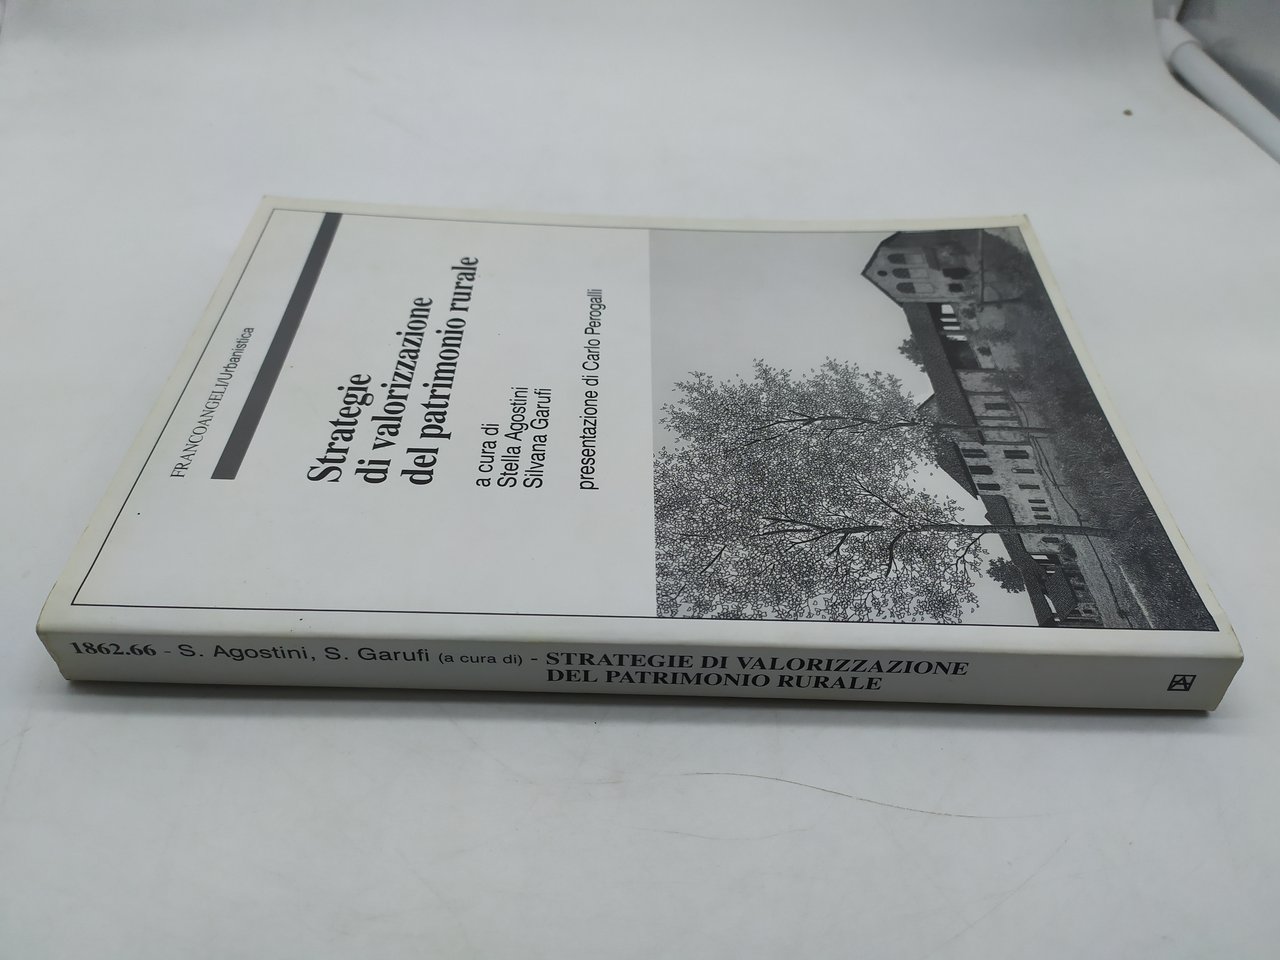 FRANCOANGELI/Urbanistica
Strategie
di valorizzazione
del patrimonio rurale
a cura di
Stella Agostini
Silvana Garufi
presentazione di Carlo Perogalli
1862.66 - S. Agostini, S. Garufi (a cura di) - STRATEGIE DI VALORIZZAZIONE
DEL PATRIMONIO RURALE